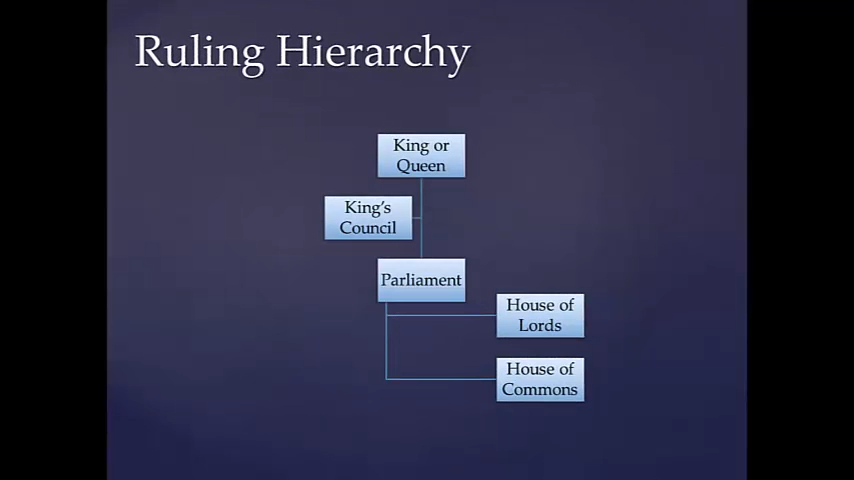 Ruling Hierarchy
King or
Queen
King's
Council
Parliament
House of
Lords
House of
Commons